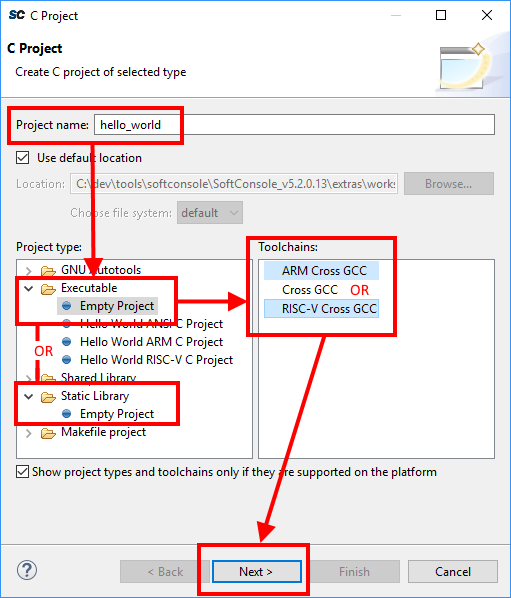 SC C Project
C Project
Create C project of selected type
Project name: hello_world
Use default location
Location: C:\dev\tools\softconsole\SoftConsole_v5.2.0.13\extras\works Browse...
Choose file system: default
Project type:
GNU Autotools
Executable
Empty Project
Hello World ANSI C Project
OR
Hello World ARM C Project
Hello World RISC-V C Project
Shared Library
Static Library
Empty Project
Makefile project
Toolchains:
ARM Cross GCC
Cross GCC OR
RISC-V Cross GCC
Show project types and toolchains only if they are supported on the platform
? < Back Next > Finish Cancel